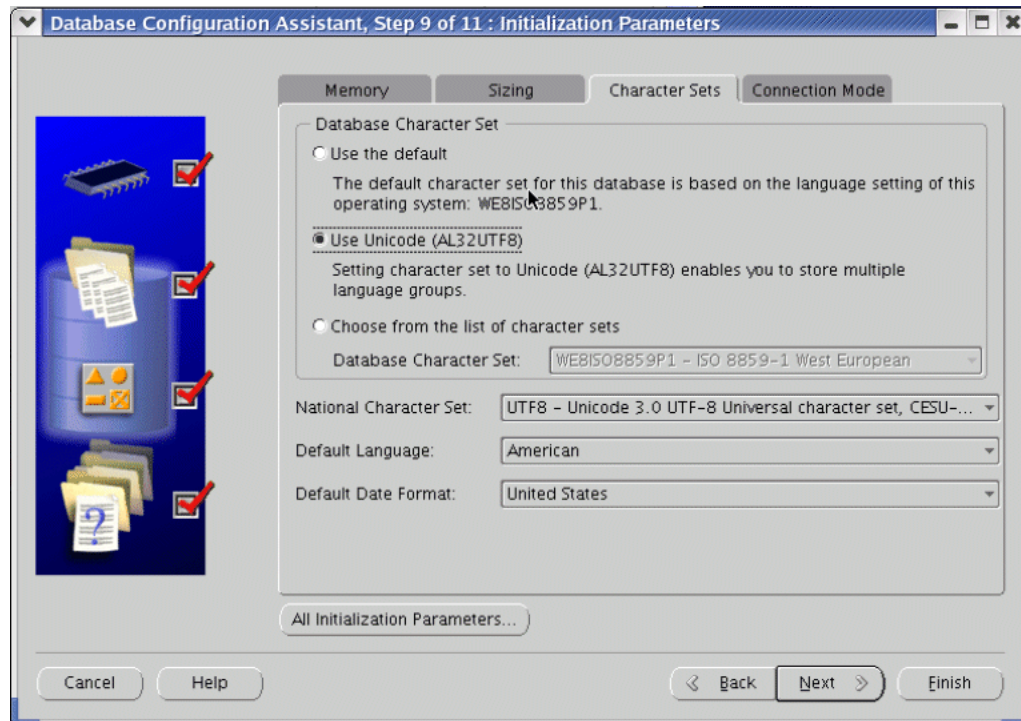 Database Configuration Assistant, Step 9 of 11 : Initialization Parameters
Memory
Sizing
Character Sets
Connection Mode
Database Character Set
Use the default
The default character set for this database is based on the language setting of this
operating system: WE8ISO8859P1.
Use Unicode (AL32UTF8)
Setting character set to Unicode (AL32UTF8) enables you to store multiple
language groups.
Choose from the list of character sets
Database Character Set:
WE8ISO8859P1 - ISO 8859-1 West European
National Character Set:
UTF8 - Unicode 3.0 UTF-8 Universal character set, CESU-...
Default Language:
American
Default Date Format:
United States
?
All Initialization Parameters...
Cancel
Help
Back
Next
Finish